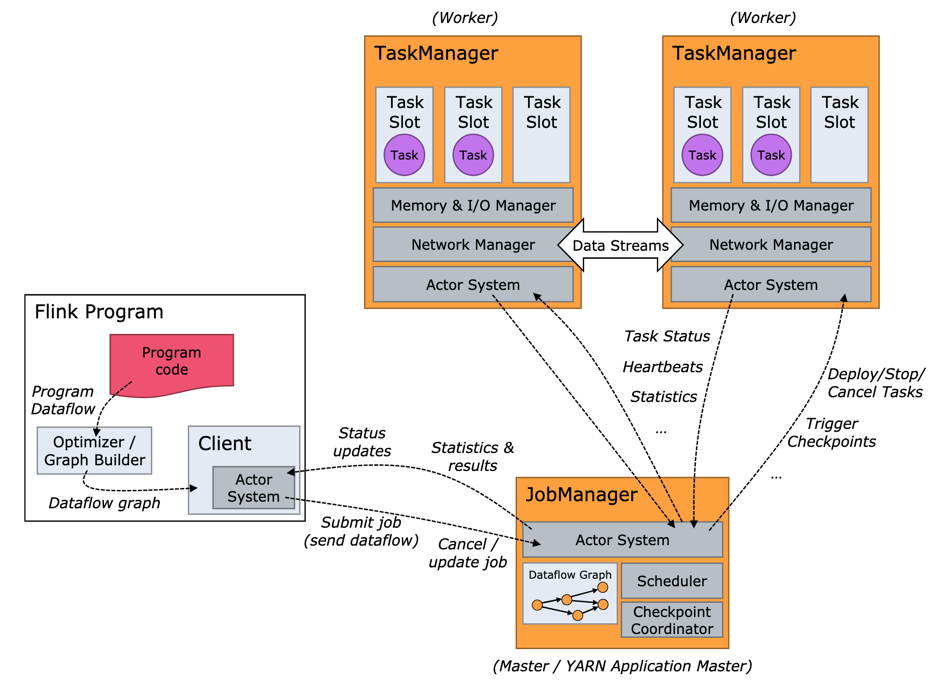 (Worker)
TaskManager
Task
Slot
Task
Task
Slot
Task
Task
Slot
Memory & I/O Manager
Network Manager
Actor System
(Worker)
TaskManager
Task
Slot
Task
Task
Slot
Task
Task
Slot
Memory & I/O Manager
Network Manager
Actor System
Data Streams
Flink Program
Program
code
Program
Dataflow
Optimizer /
Graph Builder
Dataflow graph
Client
Actor
System
Status
updates
Statistics &
results
Submit job
(send dataflow)
Cancel /
update job
Task Status
Heartbeats
Statistics
...
Deploy/Stop/
Cancel Tasks
Trigger
Checkpoints
...
JobManager
Actor System
Dataflow Graph
Scheduler
Checkpoint
Coordinator
(Master / YARN Application Master)